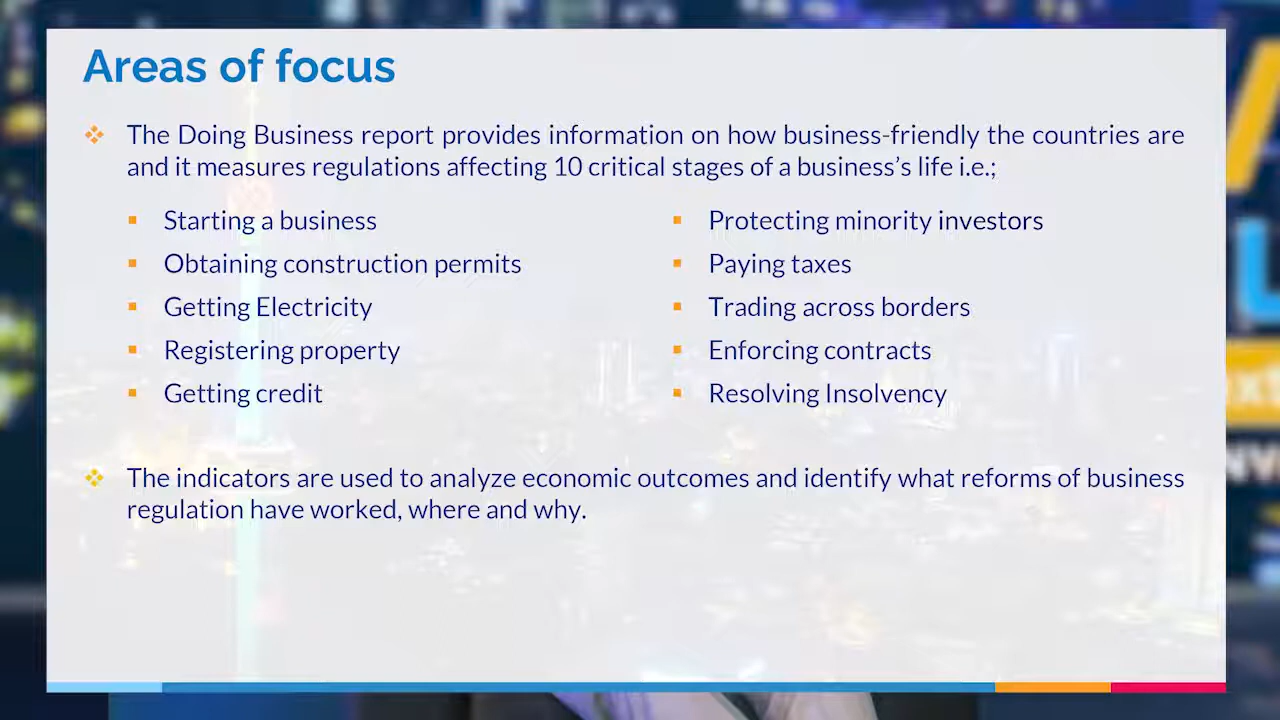 Areas of focus
The Doing Business report provides information on how business-friendly the countries are
and it measures regulations affecting 10 critical stages of a business’s life i.e.;
Starting a business
Obtaining construction permits
Getting Electricity
Registering property
Getting credit
Protecting minority investors
Paying taxes
Trading across borders
Enforcing contracts
Resolving Insolvency
The indicators are used to analyze economic outcomes and identify what reforms of business
regulation have worked, where and why.